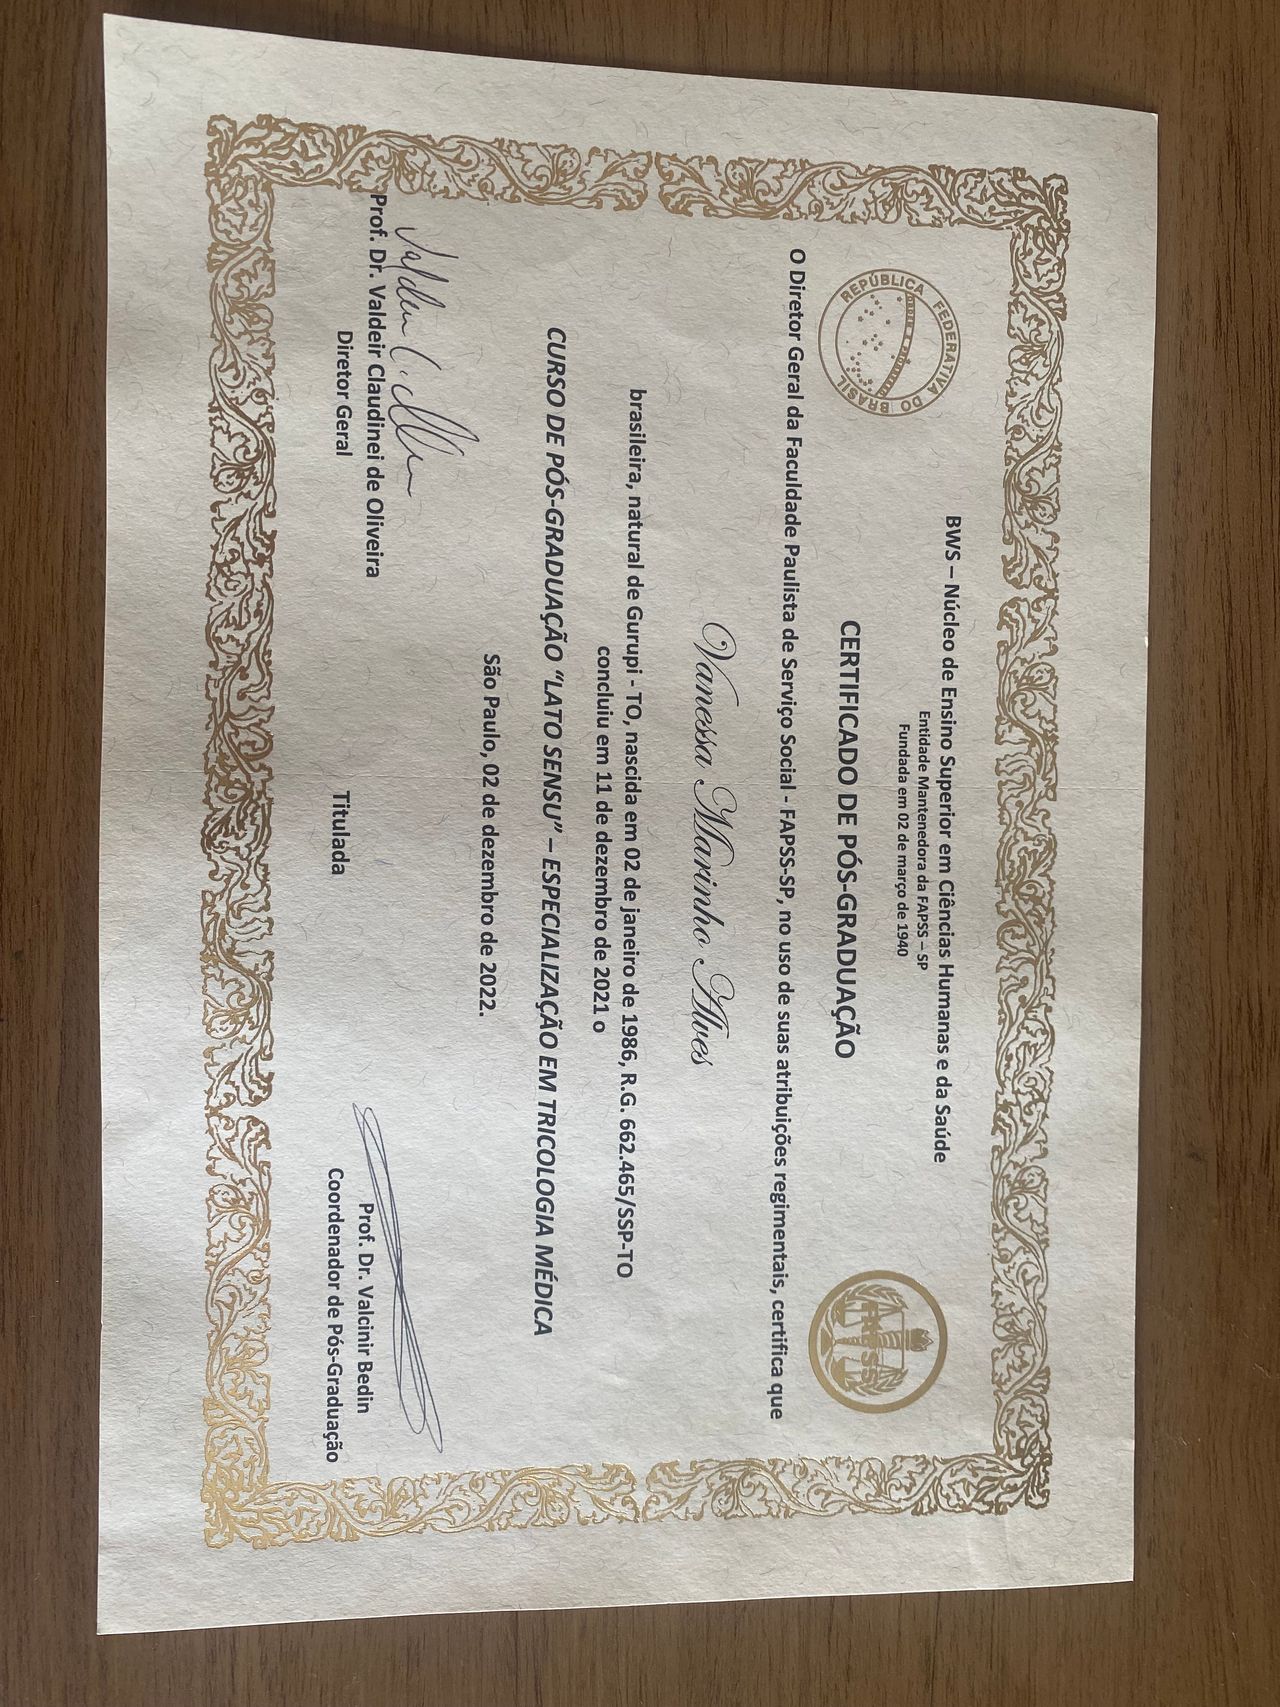 BWS – Núcleo de Ensino Superior em Ciências Humanas e da Saúde
Entidade Mantenedora da FAPSS – SP
Fundada em 02 de março de 1940
REPÚBLICA FEDERATIVA DO BRASIL
FAPSS
CERTIFICADO DE PÓS-GRADUAÇÃO
O Diretor Geral da Faculdade Paulista de Serviço Social - FAPSS-SP, no uso de suas atribuições regimentais, certifica que
Vanessa Marinho Alves
brasileira, natural de Gurupi - TO, nascida em 02 de janeiro de 1986, R.G. 662.465/SSP-TO
concluiu em 11 de dezembro de 2021 o
CURSO DE PÓS-GRADUAÇÃO “LATO SENSU” – ESPECIALIZAÇÃO EM TRICOLOGIA MÉDICA
São Paulo, 02 de dezembro de 2022.
Prof. Dr. Valdeir Claudinei de Oliveira
Diretor Geral
Titulada
Prof. Dr. Valcinir Bedin
Coordenador de Pós-Graduação